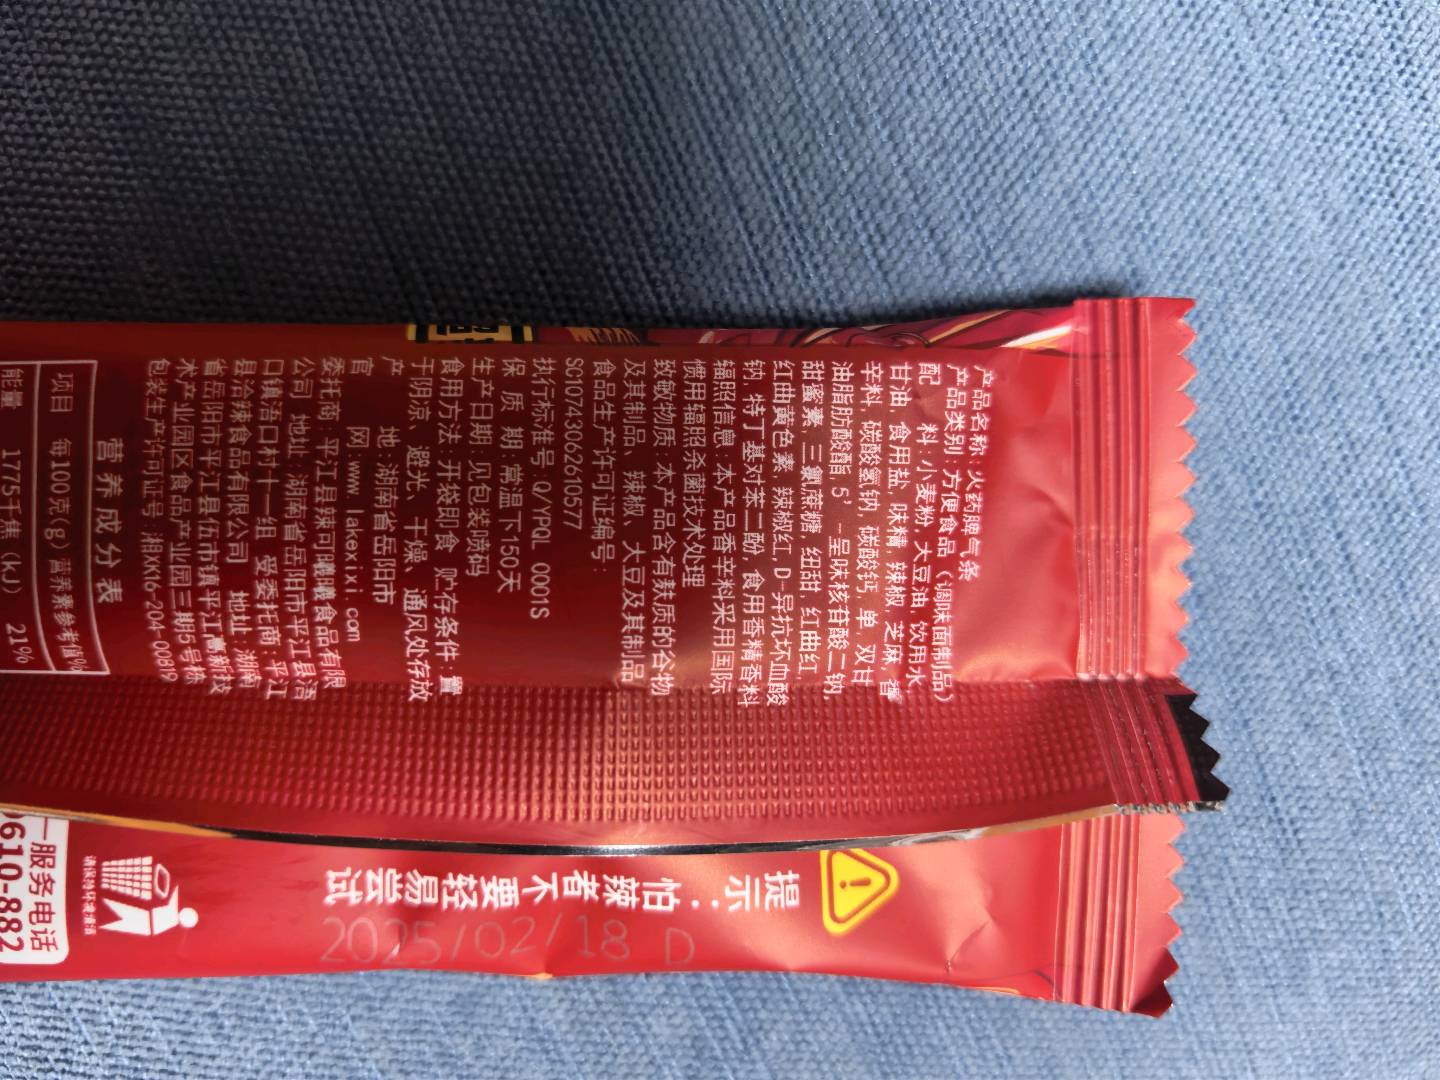 产品名称:火药脾气条
产品类别:方便食品(调味面制品)
配 料:小麦粉,大豆油,饮用水,
甘油,食用盐,味精,辣椒,芝麻,香
辛料,碳酸氢钠,碳酸钙,单,双甘
油脂肪酸酯,5'-呈味核苷酸二钠,
甜蜜素,三氯蔗糖,纽甜,红曲红,
红曲黄色素,辣椒红,D-异抗坏血酸
钠,特丁基对苯二酚,食用香精香料
辐照信息:本产品香辛料采用国际
惯用辐照杀菌技术处理
致敏物质:本产品含有麸质的谷物
及其制品、辣椒、大豆及其制品
食品生产许可证编号:
SC10743062610577
执行标准号 Q/YPQL 0001S
保 质 期:常温下150天
生产日期:见包装喷码
食用方法:开袋即食 贮存条件:置
于阴凉、避光、干燥、通风处存放
产 地:湖南省岳阳市
官 网:www.lakexixi.com
委托商:平江县辣可嘻嘻食品有限
公司 地址:湖南省岳阳市平江县浯
口镇浯口村十一组 受委托商:平江
县洽辣食品有限公司 地址:湖南
省岳阳市平江县伍市镇平江高新技
术产业园区食品产业园三期5号栋
包装生产许可证号:湘XK16-204-00819
营养成分表
项目 每100克(g) 营养素参考值%
能量 1775千焦(kJ) 21%
提示:怕辣者不要轻易尝试
2025/02/18 D
请保持环境清洁
服务电话
610-882